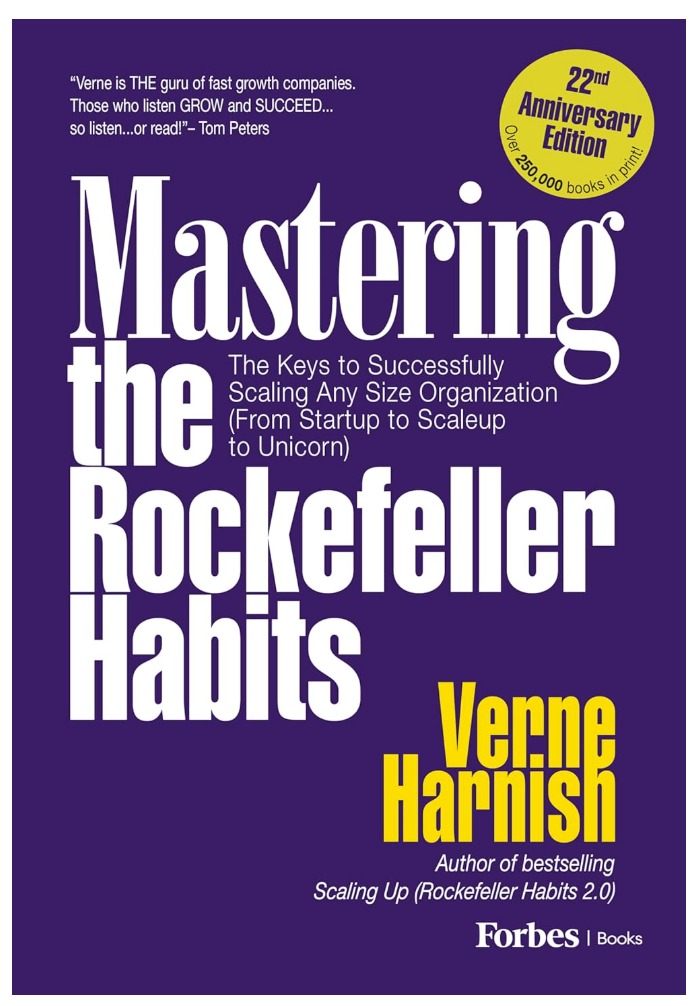 “Verne is THE guru of fast growth companies.
Those who listen GROW and SUCCEED...
so listen...or read!”– Tom Peters
22nd
Anniversary
Edition
Over 250,000 books in print!
Mastering
the
The Keys to Successfully
Scaling Any Size Organization
(From Startup to Scaleup
to Unicorn)
Rockefeller
Habits
Verne
Harnish
Author of bestselling
Scaling Up (Rockefeller Habits 2.0)
Forbes | Books